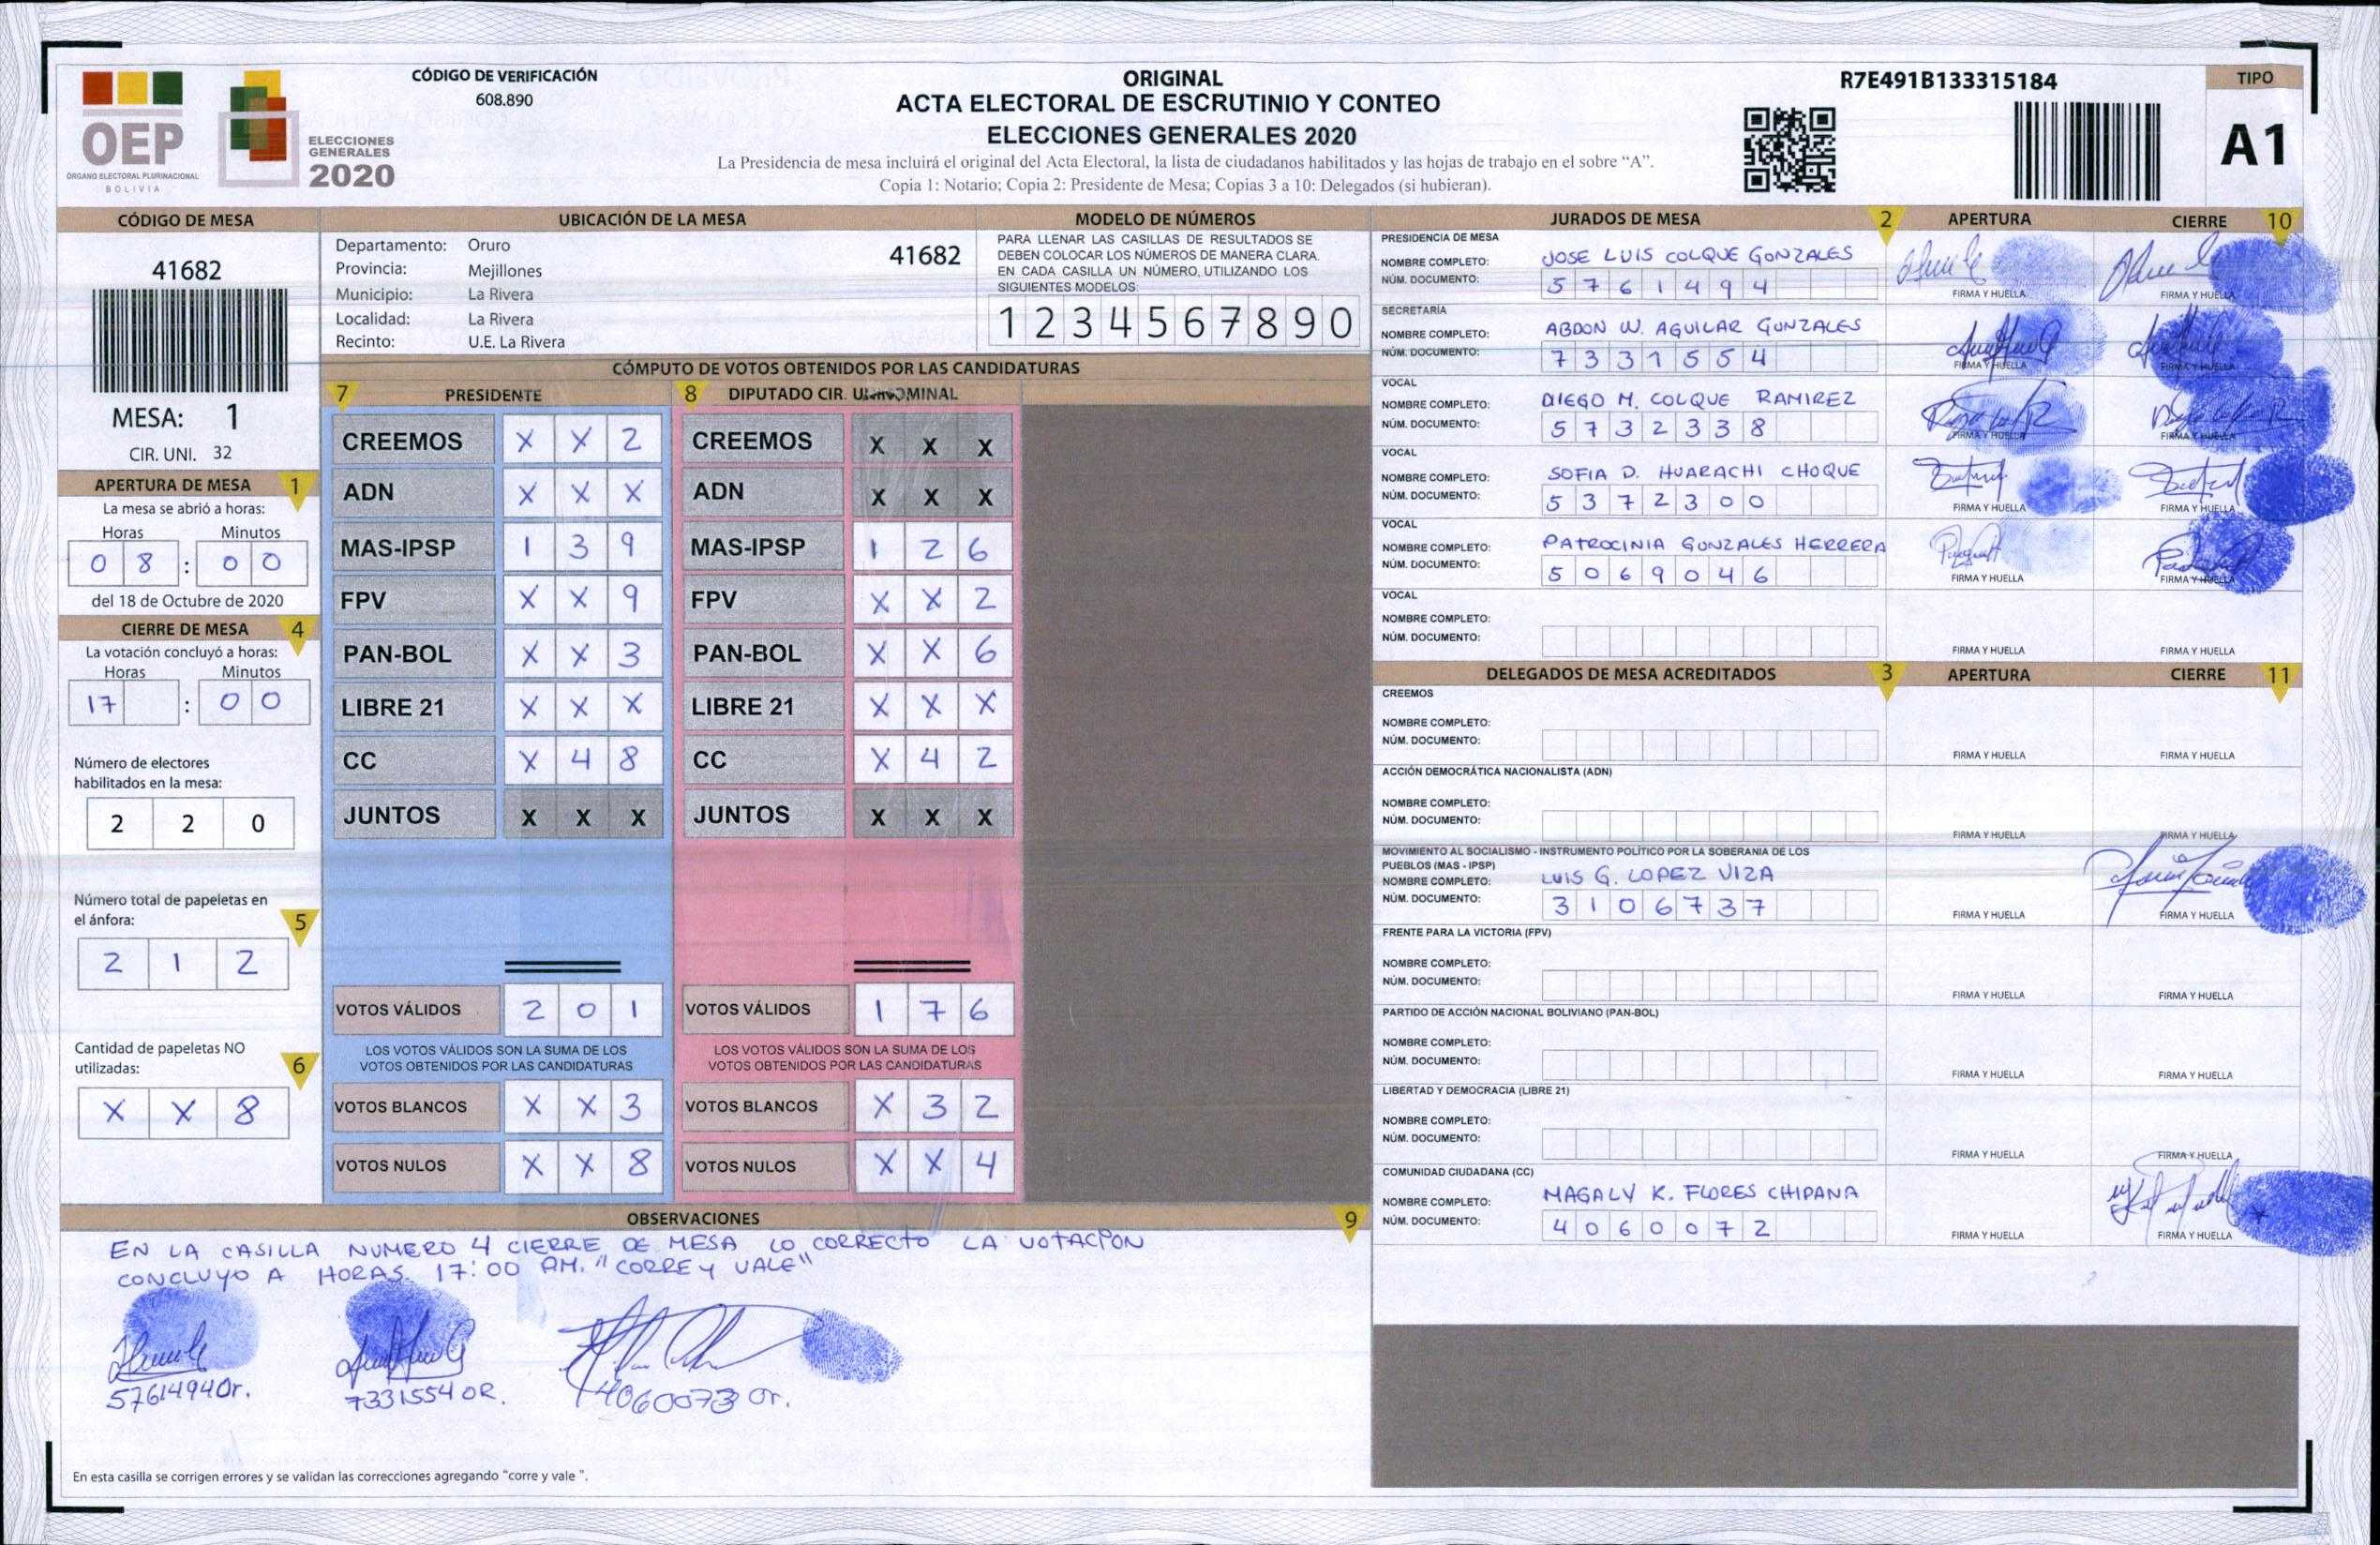 OEP
ÓRGANO ELECTORAL PLURINACIONAL
BOLIVIA
ELECCIONES
GENERALES
2020
CÓDIGO DE VERIFICACIÓN
608.890
ORIGINAL
ACTA ELECTORAL DE ESCRUTINIO Y CONTEO
ELECCIONES GENERALES 2020
La Presidencia de mesa incluirá el original del Acta Electoral, la lista de ciudadanos habilitados y las hojas de trabajo en el sobre “A”.
Copia 1: Notario; Copia 2: Presidente de Mesa; Copias 3 a 10: Delegados (si hubieran).
R7E491B133315184
TIPO
A1
CÓDIGO DE MESA
41682
MESA: 1
CIR. UNI. 32
APERTURA DE MESA 1
La mesa se abrió a horas:
Horas Minutos
0 8 : 0 0
del 18 de Octubre de 2020
CIERRE DE MESA 4
La votación concluyó a horas:
Horas Minutos
17 : 0 0
Número de electores
habilitados en la mesa:
2 2 0
Número total de papeletas en
el ánfora: 5
2 1 2
Cantidad de papeletas NO
utilizadas: 6
X X 8
UBICACIÓN DE LA MESA
Departamento: Oruro
41682
Provincia: Mejillones
Municipio: La Rivera
Localidad: La Rivera
Recinto: U.E. La Rivera
MODELO DE NÚMEROS
PARA LLENAR LAS CASILLAS DE RESULTADOS SE
DEBEN COLOCAR LOS NÚMEROS DE MANERA CLARA.
EN CADA CASILLA UN NÚMERO, UTILIZANDO LOS
SIGUIENTES MODELOS:
1 2 3 4 5 6 7 8 9 0
CÓMPUTO DE VOTOS OBTENIDOS POR LAS CANDIDATURAS
7 PRESIDENTE
CREEMOS X X 2
ADN X X X
MAS-IPSP 1 3 9
FPV X X 9
PAN-BOL X X 3
LIBRE 21 X X X
CC X 4 8
JUNTOS X X X
VOTOS VÁLIDOS 2 0 1
LOS VOTOS VÁLIDOS SON LA SUMA DE LOS
VOTOS OBTENIDOS POR LAS CANDIDATURAS
VOTOS BLANCOS X X 3
VOTOS NULOS X X 8
8 DIPUTADO CIR. UNINOMINAL
CREEMOS X X X
ADN X X X
MAS-IPSP 1 2 6
FPV X X 2
PAN-BOL X X 6
LIBRE 21 X X X
CC X 4 2
JUNTOS X X X
VOTOS VÁLIDOS 1 7 6
LOS VOTOS VÁLIDOS SON LA SUMA DE LOS
VOTOS OBTENIDOS POR LAS CANDIDATURAS
VOTOS BLANCOS X 3 2
VOTOS NULOS X X 4
OBSERVACIONES 9
EN LA CASILLA NUMERO 4 CIERRE DE MESA LO CORRECTO LA VOTACION
CONCLUYO A HORAS 17:00 AM. "CORRE Y VALE"
5761494 Or.
7331554 OR.
4060073 Or.
En esta casilla se corrigen errores y se validan las correcciones agregando “corre y vale ”.
JURADOS DE MESA 2 APERTURA CIERRE 10
PRESIDENCIA DE MESA
NOMBRE COMPLETO: JOSE LUIS COLQUE GONZALES
NÚM. DOCUMENTO: 5 7 6 1 4 9 4
FIRMA Y HUELLA FIRMA Y HUELLA
SECRETARÍA
NOMBRE COMPLETO: ABDON W. AGUILAR GONZALES
NÚM. DOCUMENTO: 7 3 3 1 5 5 4
FIRMA Y HUELLA FIRMA Y HUELLA
VOCAL
NOMBRE COMPLETO: DIEGO M. COLQUE RAMIREZ
NÚM. DOCUMENTO: 5 7 3 2 3 3 8
FIRMA Y HUELLA FIRMA Y HUELLA
VOCAL
NOMBRE COMPLETO: SOFIA D. HUARACHI CHOQUE
NÚM. DOCUMENTO: 5 3 7 2 3 0 0
FIRMA Y HUELLA FIRMA Y HUELLA
VOCAL
NOMBRE COMPLETO: PATROCINIA GONZALES HERRERA
NÚM. DOCUMENTO: 5 0 6 9 0 4 6
FIRMA Y HUELLA FIRMA Y HUELLA
VOCAL
NOMBRE COMPLETO:
NÚM. DOCUMENTO:
FIRMA Y HUELLA FIRMA Y HUELLA
DELEGADOS DE MESA ACREDITADOS 3 APERTURA CIERRE 11
CREEMOS
NOMBRE COMPLETO:
NÚM. DOCUMENTO:
FIRMA Y HUELLA FIRMA Y HUELLA
ACCIÓN DEMOCRÁTICA NACIONALISTA (ADN)
NOMBRE COMPLETO:
NÚM. DOCUMENTO:
FIRMA Y HUELLA FIRMA Y HUELLA
MOVIMIENTO AL SOCIALISMO - INSTRUMENTO POLÍTICO POR LA SOBERANIA DE LOS
PUEBLOS (MAS - IPSP)
NOMBRE COMPLETO: LUIS G. LOPEZ VIZA
NÚM. DOCUMENTO: 3 1 0 6 7 3 7
FIRMA Y HUELLA FIRMA Y HUELLA
FRENTE PARA LA VICTORIA (FPV)
NOMBRE COMPLETO:
NÚM. DOCUMENTO:
FIRMA Y HUELLA FIRMA Y HUELLA
PARTIDO DE ACCIÓN NACIONAL BOLIVIANO (PAN-BOL)
NOMBRE COMPLETO:
NÚM. DOCUMENTO:
FIRMA Y HUELLA FIRMA Y HUELLA
LIBERTAD Y DEMOCRACIA (LIBRE 21)
NOMBRE COMPLETO:
NÚM. DOCUMENTO:
FIRMA Y HUELLA FIRMA Y HUELLA
COMUNIDAD CIUDADANA (CC)
NOMBRE COMPLETO: MAGALY K. FLORES CHIPANA
NÚM. DOCUMENTO: 4 0 6 0 0 7 2
FIRMA Y HUELLA FIRMA Y HUELLA